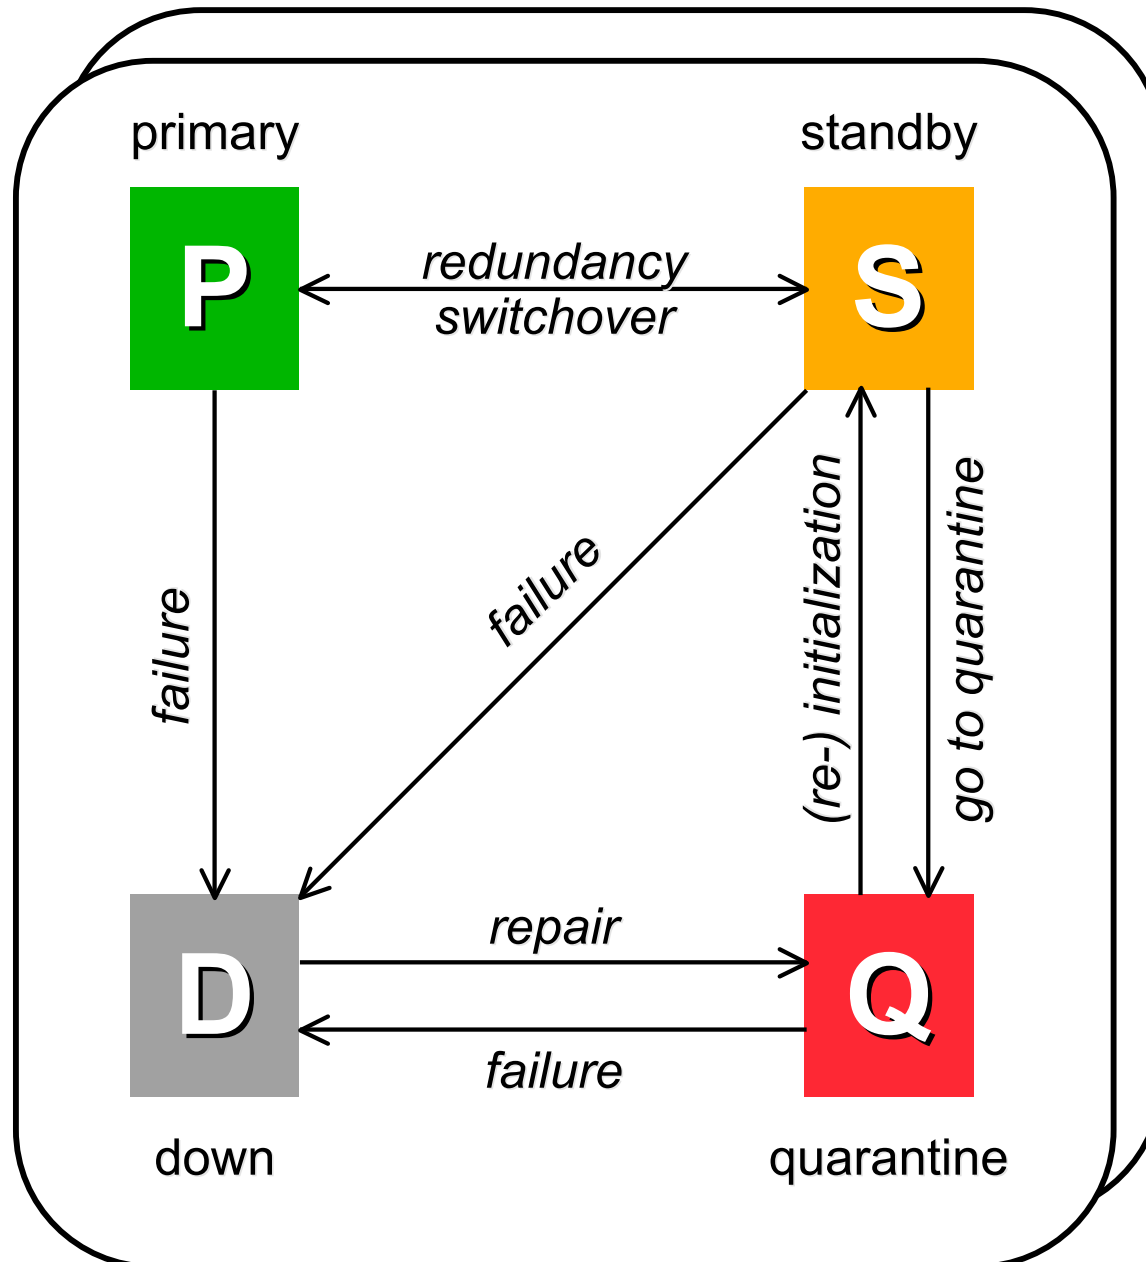 primary
standby
P
redundancy
switchover
S
failure
failure
(re-) initialization
go to quarantine
D
repair
failure
Q
down
quarantine